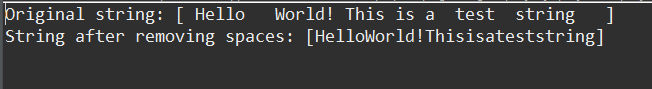 Original string: [ Hello   World! This is a  test  string   ]
String after removing spaces: [HelloWorld!Thisisateststring]